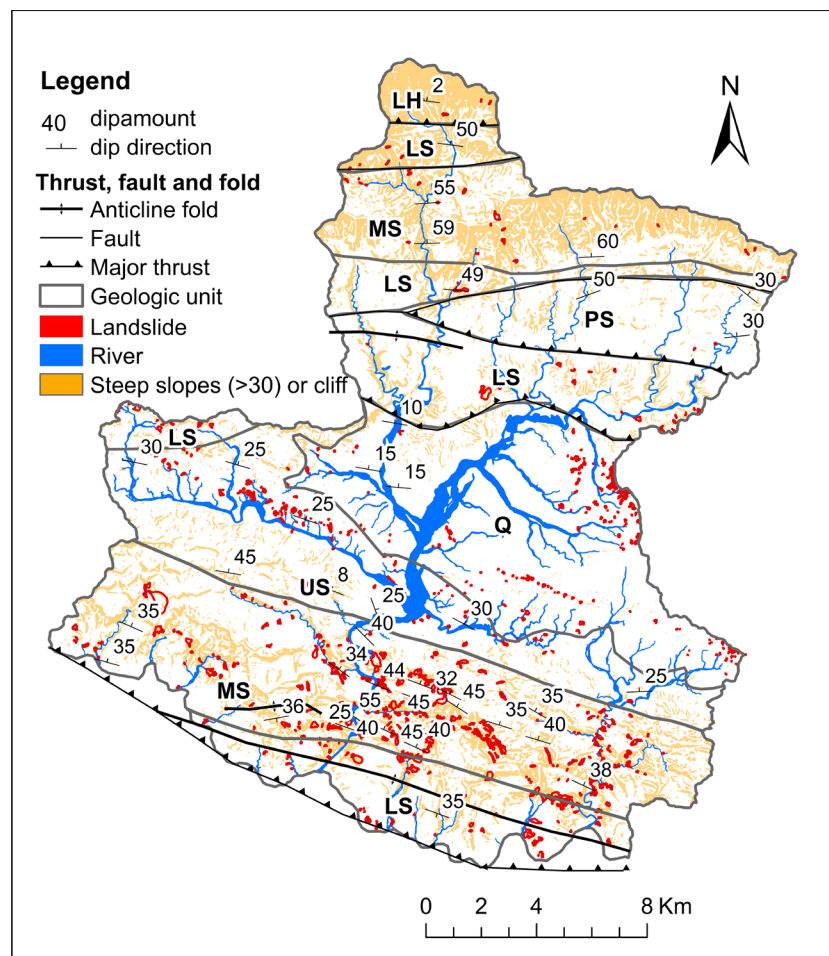 Legend
40 dipamount
dip direction
Thrust, fault and fold
Anticline fold
Fault
Major thrust
Geologic unit
Landslide
River
Steep slopes (>30) or cliff
N
2
LH
50
LS
55
MS
59
60
49
50
30
LS
PS
30
LS
10
LS
30
25
15
15
25
Q
45
US
8
25
30
40
35
35
34
44
32
25
MS
36
55
45
45
35
35
25
40
45
40
40
38
LS
35
0 2 4 8 Km